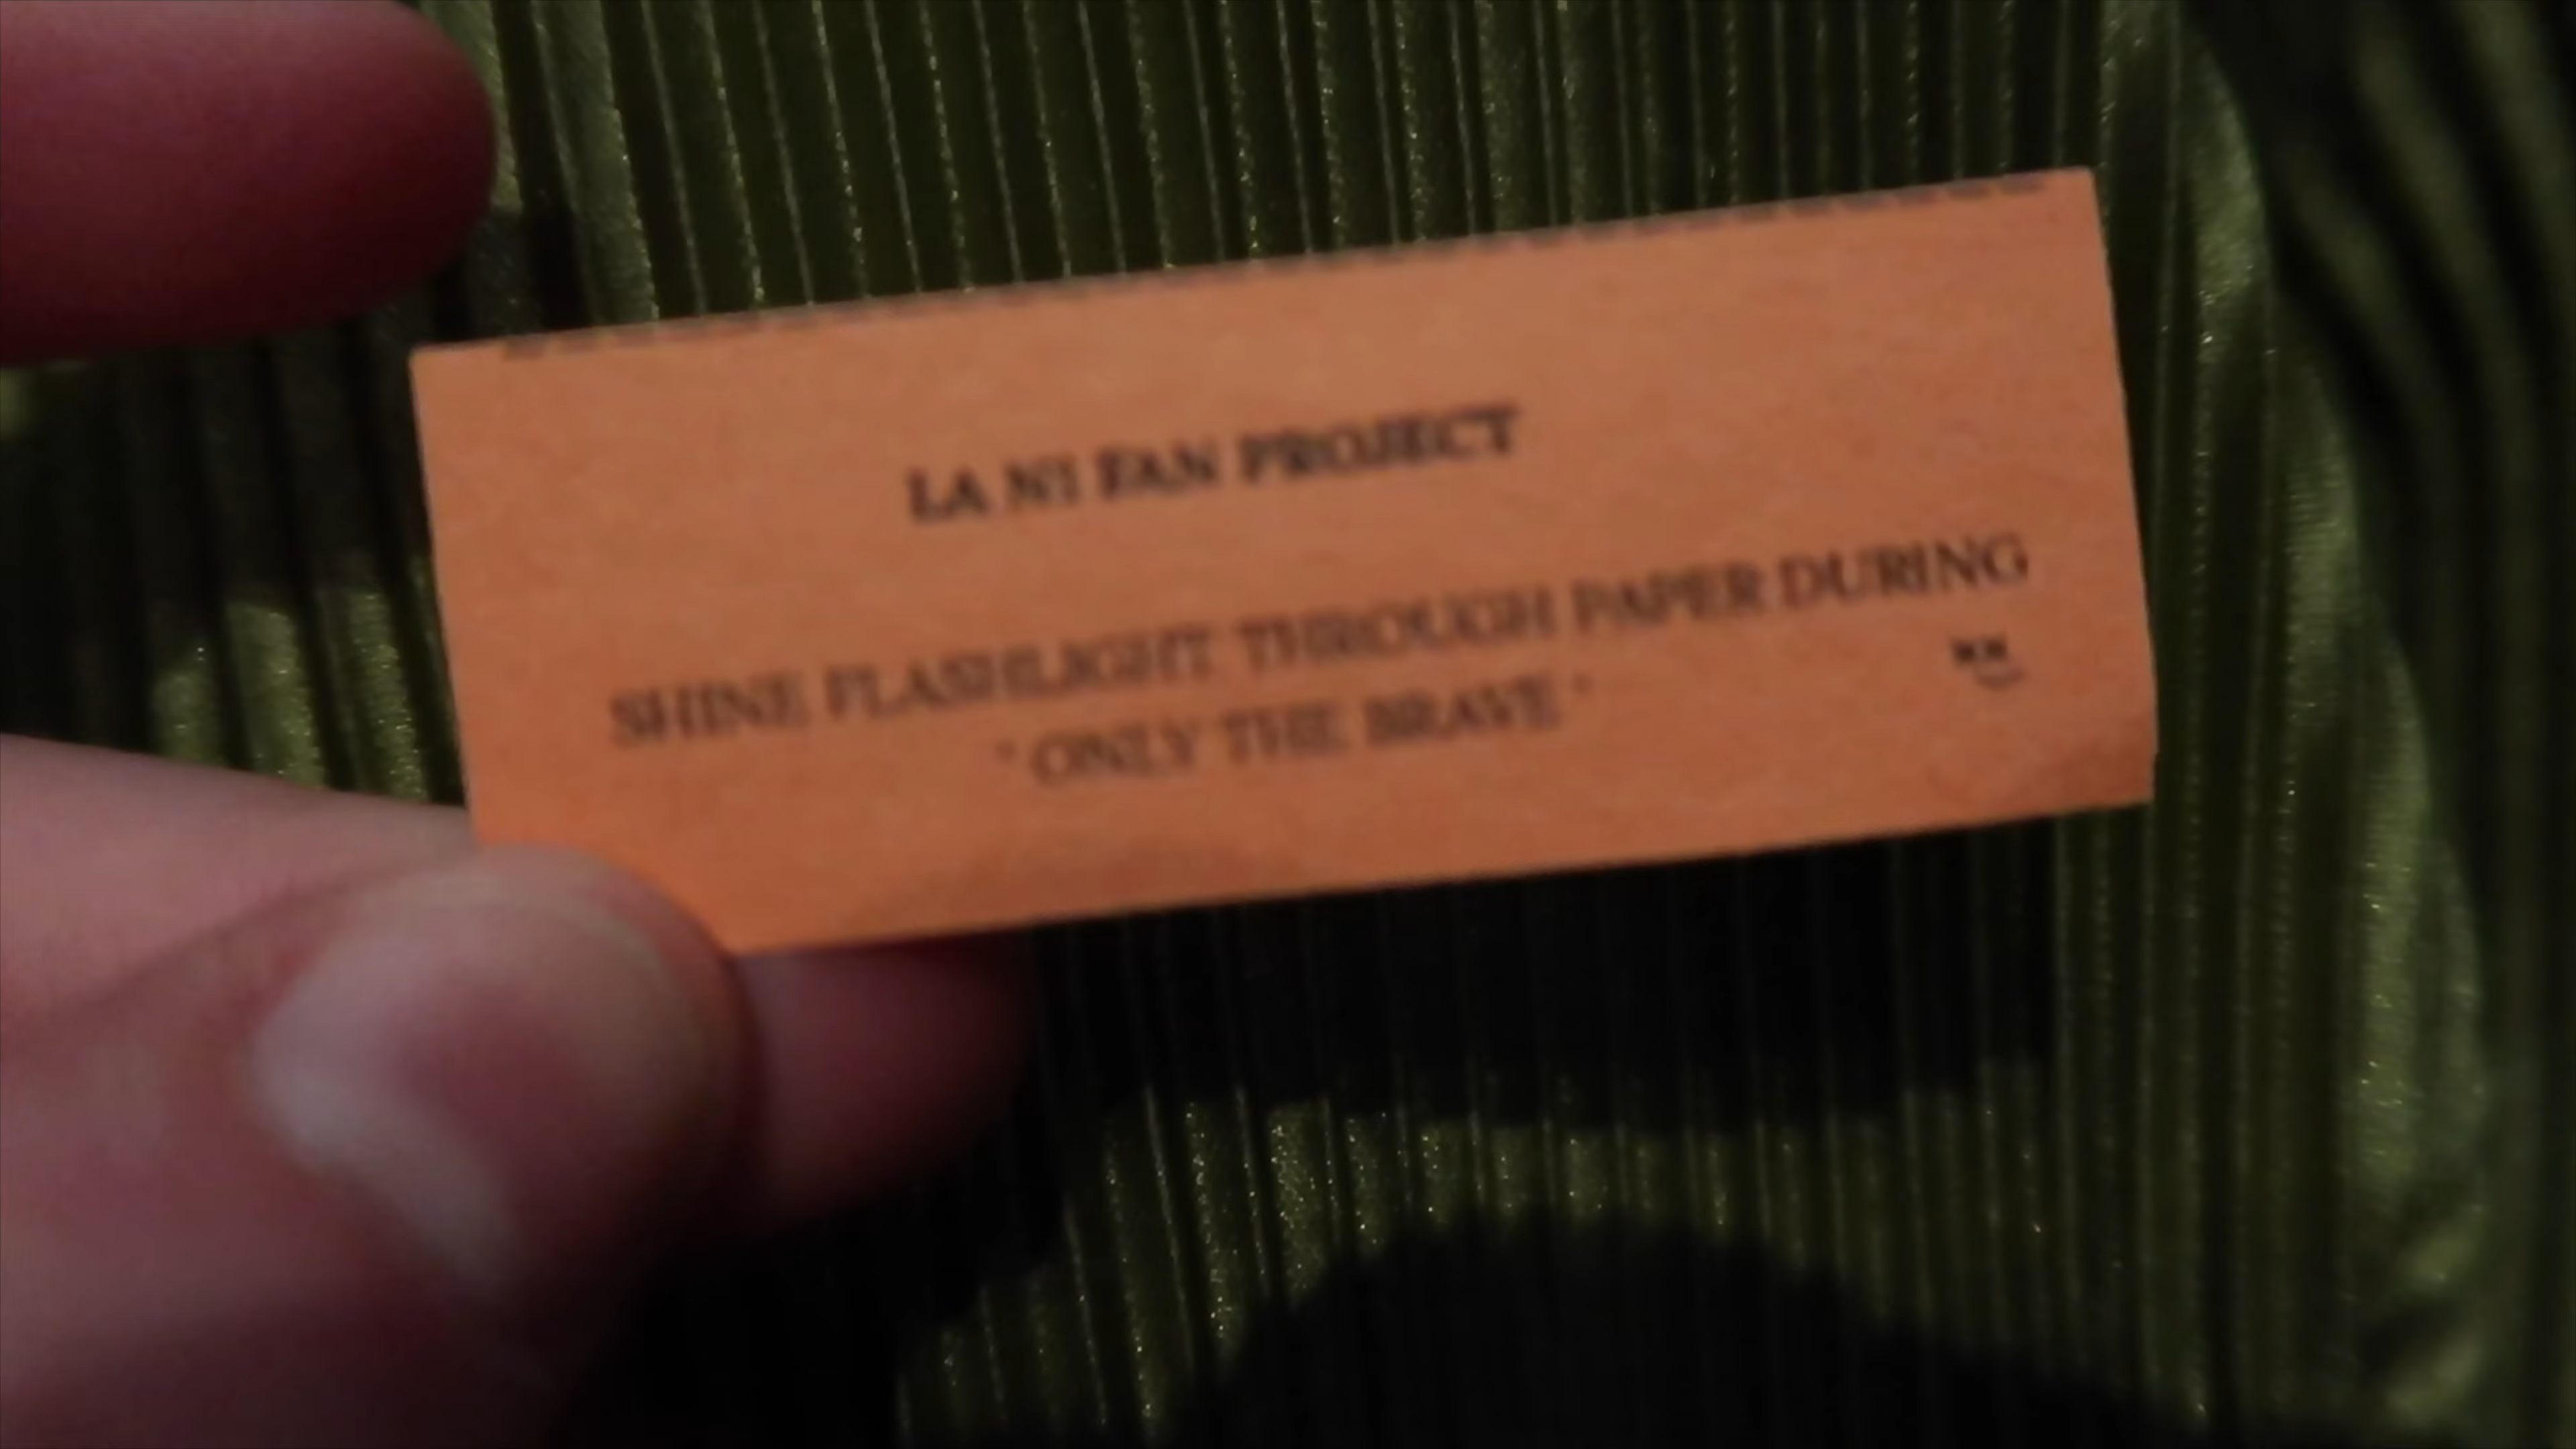 LA N1 FAN PROJECT
SHINE FLASHLIGHT THROUGH PAPER DURING
" ONLY THE BRAVE "